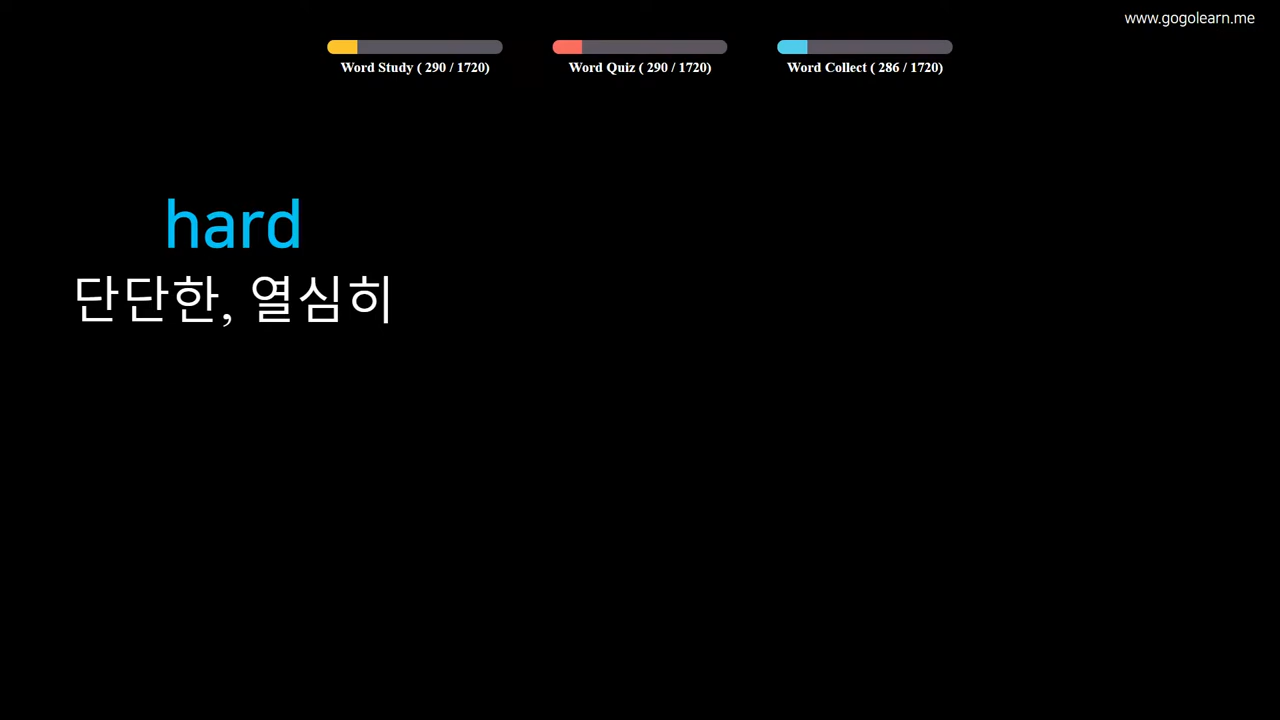 www.gogolearn.me
Word Study ( 290 / 1720)
Word Quiz ( 290 / 1720)
Word Collect ( 286 / 1720)
hard
단단한, 열심히